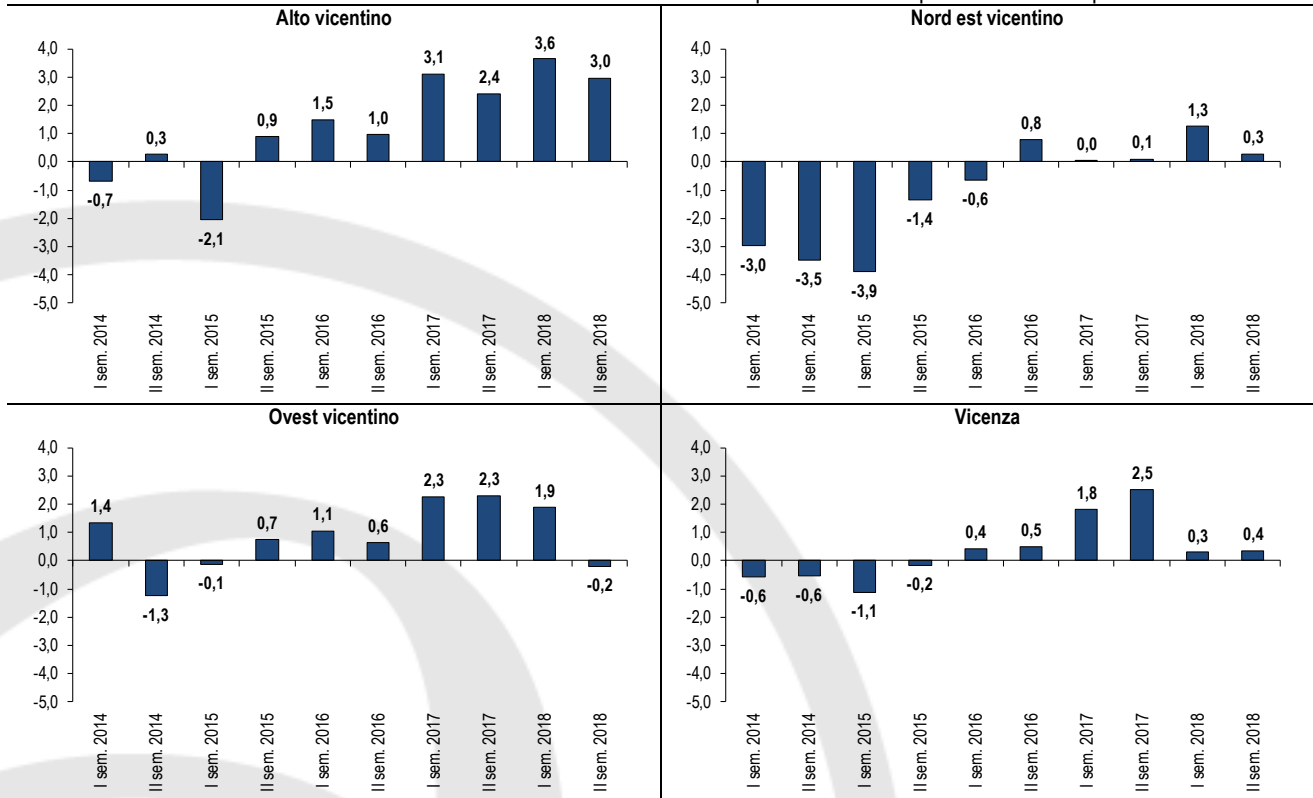 Alto vicentino
4,0
3,0
2,0
1,0
0,0
-1,0
-2,0
-3,0
-4,0
-5,0
-0,7
0,3
-2,1
0,9
1,5
1,0
3,1
2,4
3,6
3,0
I sem. 2014
II sem. 2014
I sem. 2015
II sem. 2015
I sem. 2016
II sem. 2016
I sem. 2017
II sem. 2017
I sem. 2018
II sem. 2018
Nord est vicentino
4,0
3,0
2,0
1,0
0,0
-1,0
-2,0
-3,0
-4,0
-5,0
-3,0
-3,5
-3,9
-1,4
-0,6
0,8
0,0
0,1
1,3
0,3
I sem. 2014
II sem. 2014
I sem. 2015
II sem. 2015
I sem. 2016
II sem. 2016
I sem. 2017
II sem. 2017
I sem. 2018
II sem. 2018
Ovest vicentino
4,0
3,0
2,0
1,0
0,0
-1,0
-2,0
-3,0
-4,0
-5,0
1,4
-1,3
-0,1
0,7
1,1
0,6
2,3
2,3
1,9
-0,2
I sem. 2014
II sem. 2014
I sem. 2015
II sem. 2015
I sem. 2016
II sem. 2016
I sem. 2017
II sem. 2017
I sem. 2018
II sem. 2018
Vicenza
4,0
3,0
2,0
1,0
0,0
-1,0
-2,0
-3,0
-4,0
-5,0
-0,6
-0,6
-1,1
-0,2
0,4
0,5
1,8
2,5
0,3
0,4
I sem. 2014
II sem. 2014
I sem. 2015
II sem. 2015
I sem. 2016
II sem. 2016
I sem. 2017
II sem. 2017
I sem. 2018
II sem. 2018